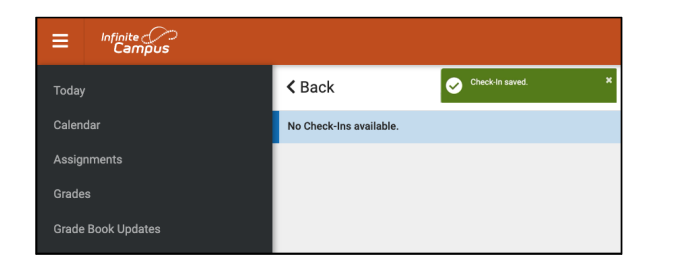 Infinite
Campus
Today
Calendar
Assignments
Grades
Grade Book Updates
Back
Check-In saved.
No Check-Ins available.